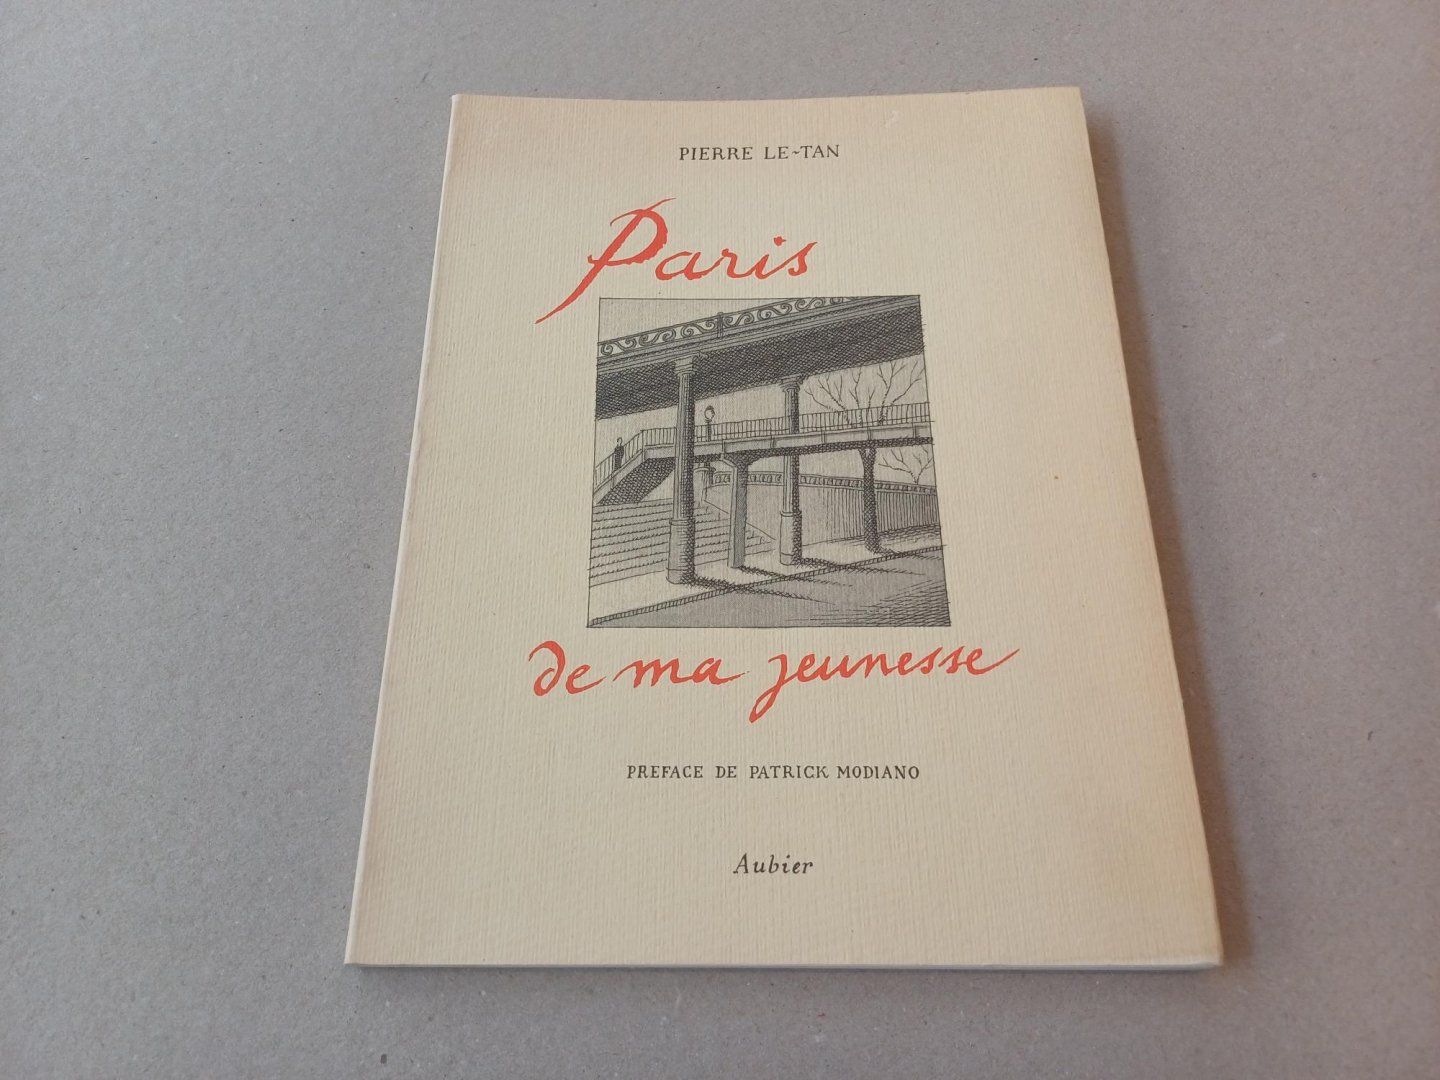 PIERRE LE-TAN
Paris
de ma jeunesse
PREFACE DE PATRICK MODIANO
Aubier